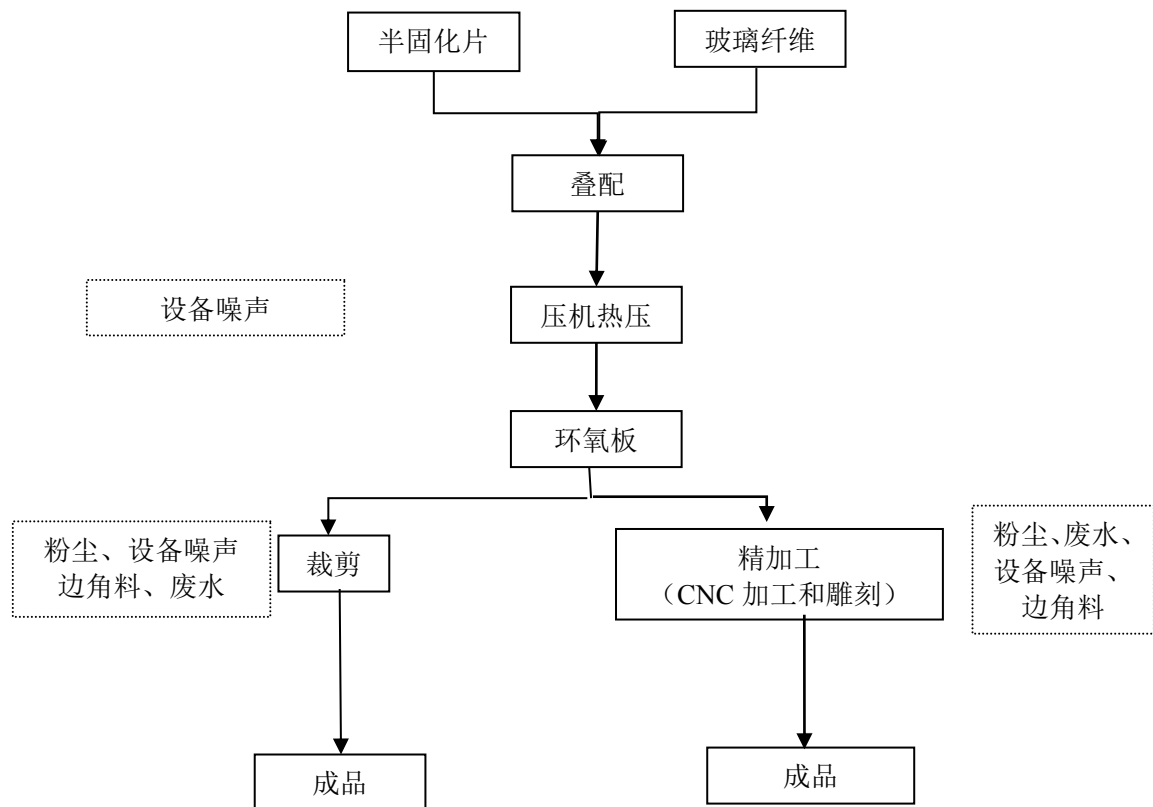 半固化片
玻璃纤维
叠配
设备噪声
压机热压
环氧板
粉尘、设备噪声
边角料、废水
裁剪
精加工
（CNC 加工和雕刻）
粉尘、废水、
设备噪声、
边角料
成品
成品